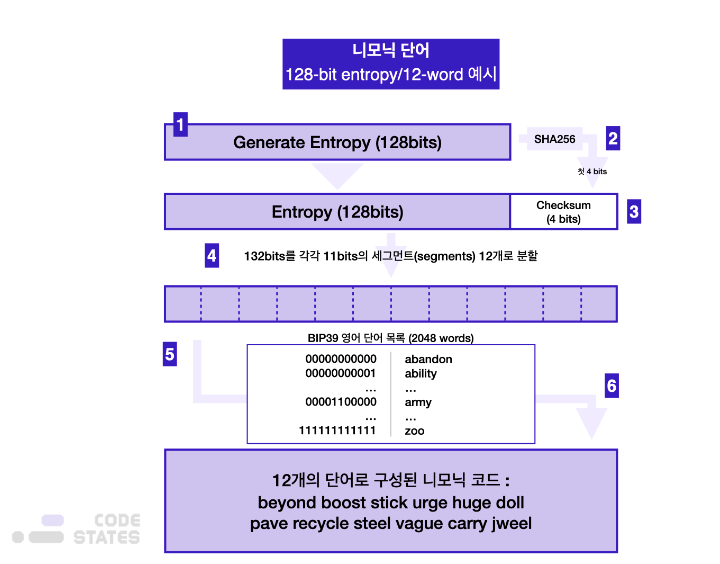 니모닉 단어
128-bit entropy/12-word 예시
1
Generate Entropy (128bits)
SHA256
2
첫 4 bits
Entropy (128bits)
Checksum
(4 bits)
3
4
132bits를 각각 11bits의 세그먼트(segments) 12개로 분할
5
BIP39 영어 단어 목록 (2048 words)
00000000000 abandon
00000000001 ability
... ...
00001100000 army
... ...
111111111111 zoo
6
12개의 단어로 구성된 니모닉 코드 :
beyond boost stick urge huge doll
pave recycle steel vague carry jweel
CODE
STATES